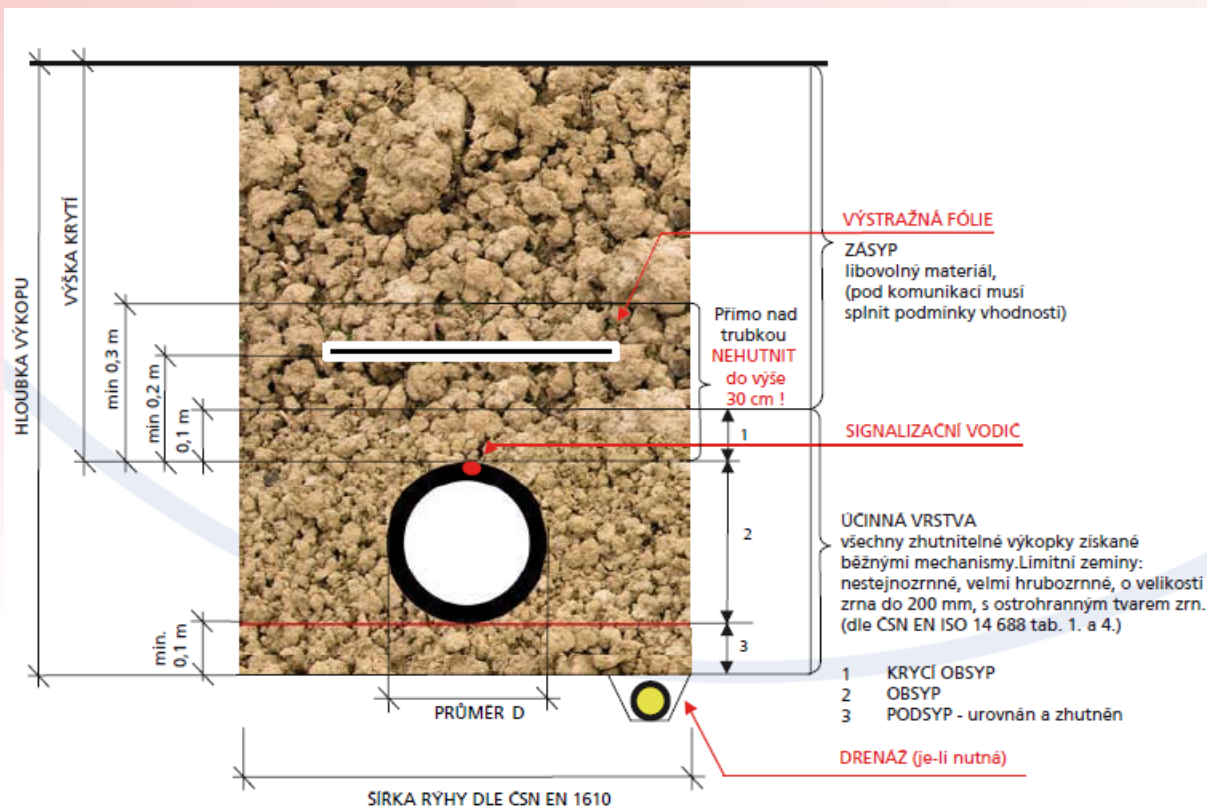 HLOUBKA VÝKOPU
VÝŠKA KRYTÍ
min 0,3 m
min 0,2 m
0,1 m
min.
0,1 m
VÝSTRAŽNÁ FÓLIE
ZÁSYP
libovolný materiál,
(pod komunikací musí
splnit podmínky vhodnosti)
Přímo nad
trubkou
NEHUTNIT
do výše
30 cm !
1
SIGNALIZAČNÍ VODIČ
2
ÚČINNÁ VRSTVA
všechny zhutnitelné výkopky získané
běžnými mechanismy.Limitní zeminy:
nestejnozrnné, velmi hrubozrnné, o velikosti
zrna do 200 mm, s ostrohranným tvarem zrn.
(dle ČSN EN ISO 14 688 tab. 1. a 4.)
3
1 KRYCÍ OBSYP
2 OBSYP
3 PODSYP - urovnán a zhutněn
PRŮMĚR D
DRENÁŽ (je-li nutná)
ŠÍŘKA RÝHY DLE ČSN EN 1610